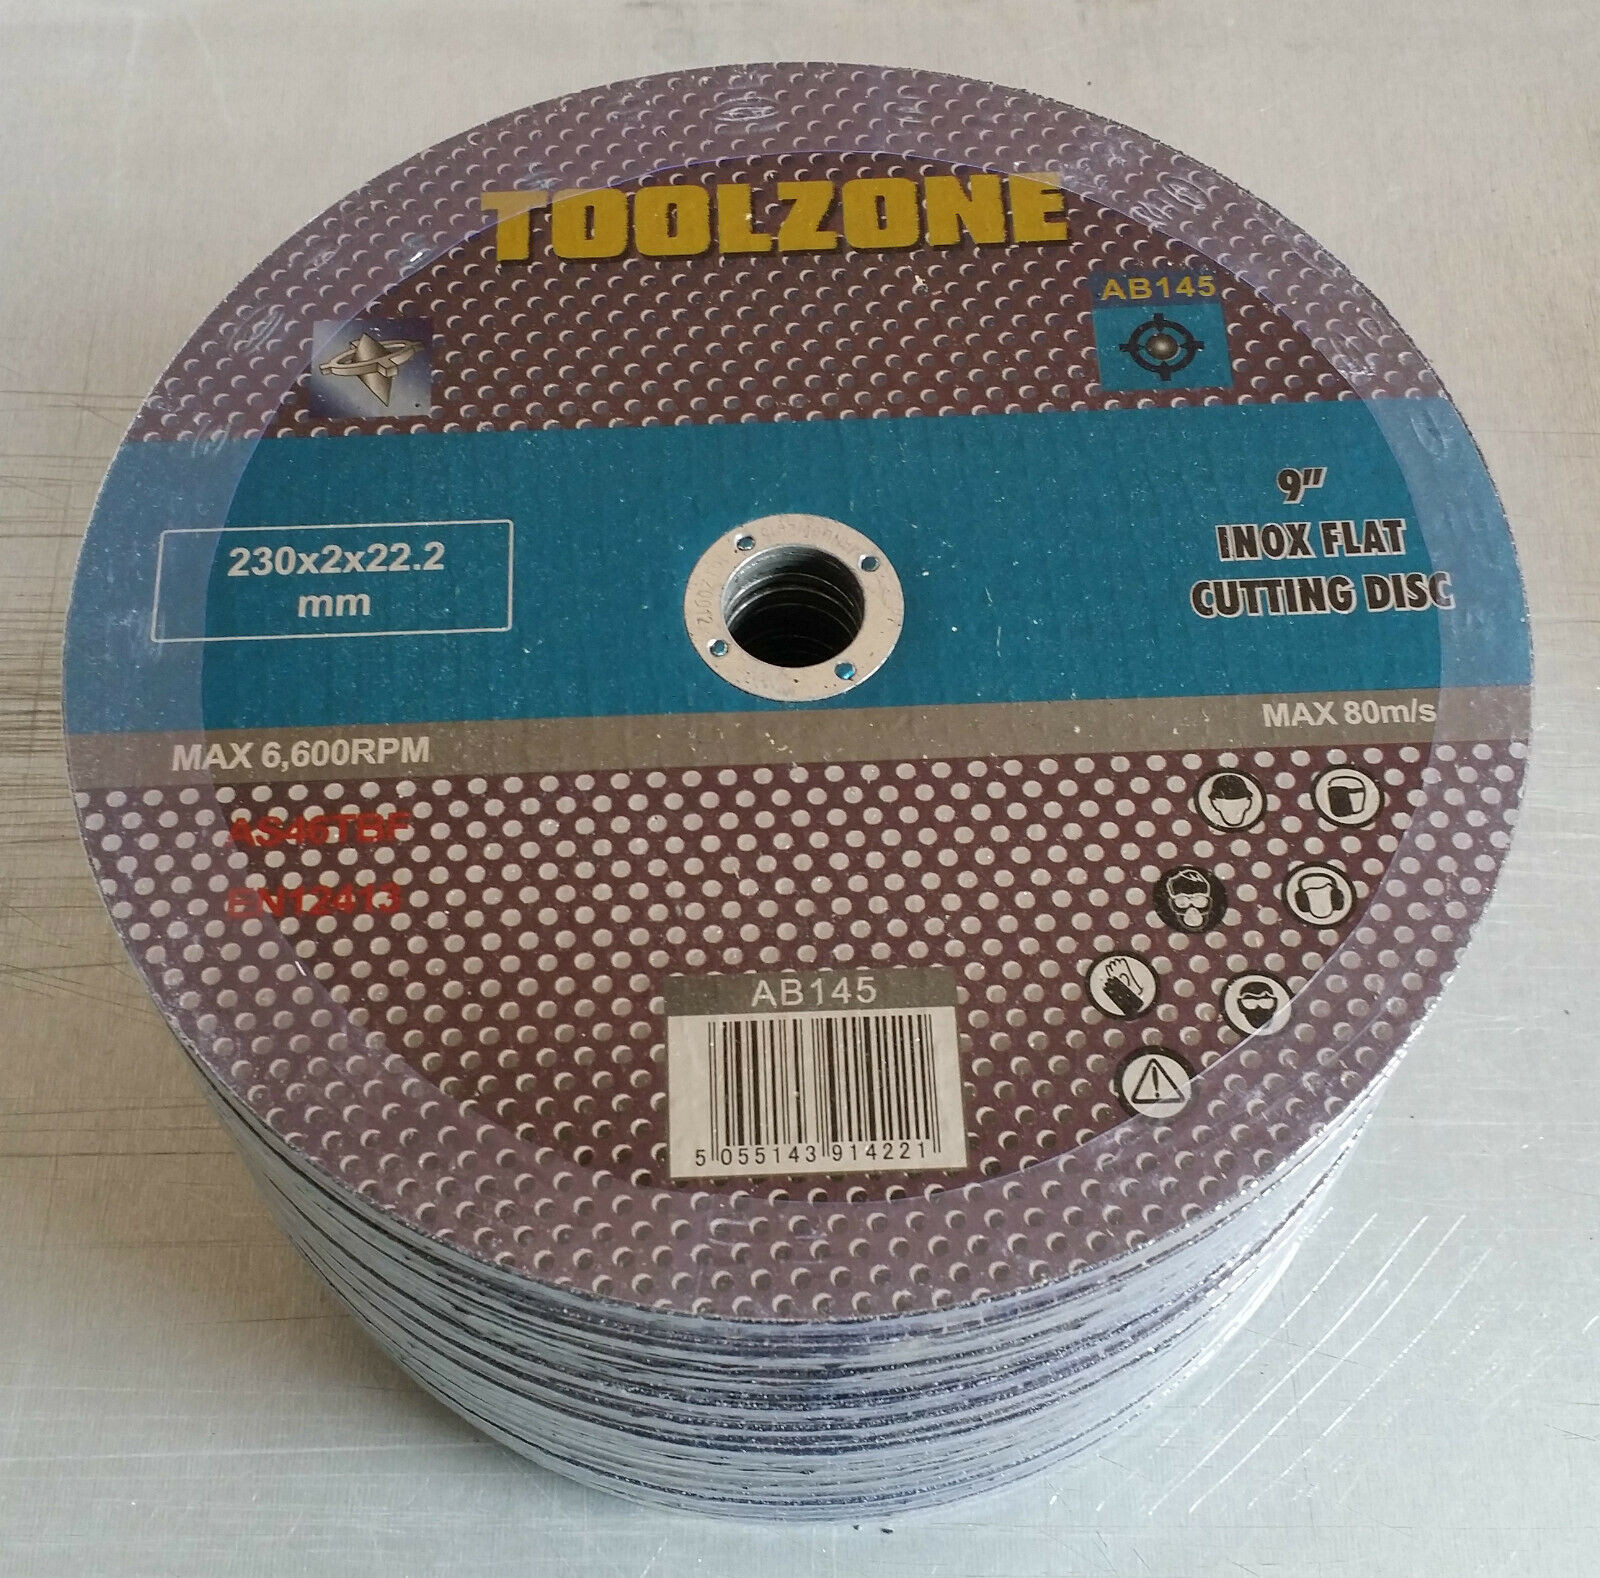 TOOLZONE
AB145
230x2x22.2
mm
9"
INOX FLAT
CUTTING DISC
MAX 6,600RPM
MAX 80m/s
AS46TBF
EN12413
AB145
5 055143 914221